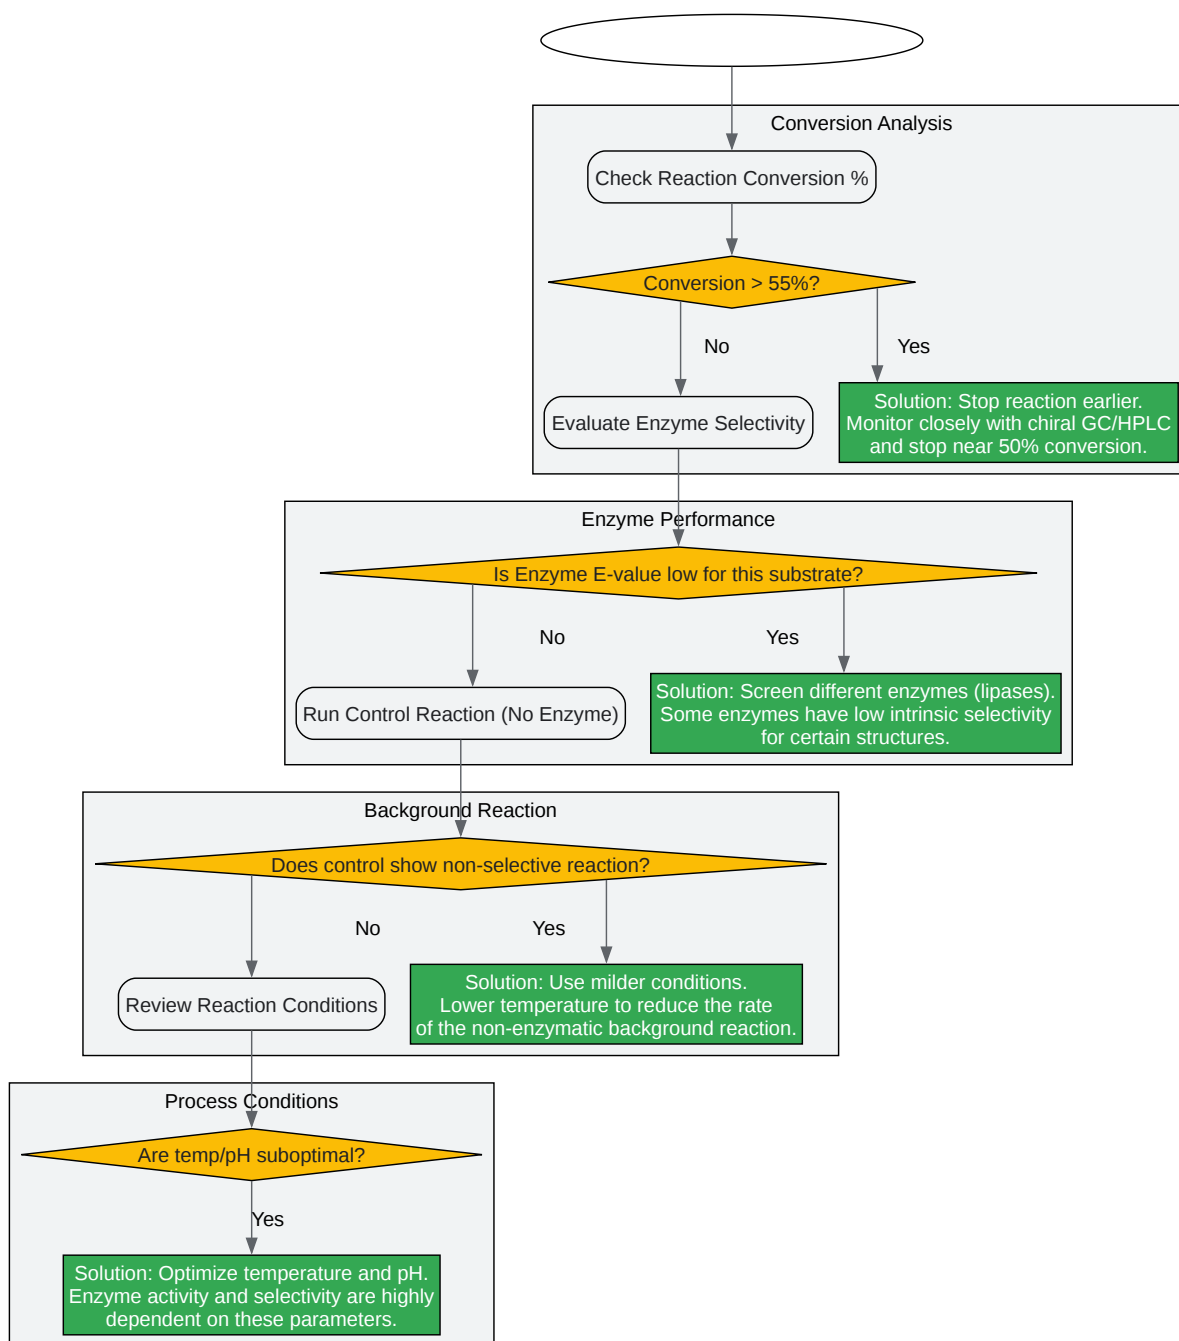 Conversion Analysis
Check Reaction Conversion %
Conversion > 55%?
No
Yes
Evaluate Enzyme Selectivity
Solution: Stop reaction earlier.
Monitor closely with chiral GC/HPLC
and stop near 50% conversion.
Enzyme Performance
Is Enzyme E-value low for this substrate?
No
Yes
Run Control Reaction (No Enzyme)
Solution: Screen different enzymes (lipases).
Some enzymes have low intrinsic selectivity
for certain structures.
Background Reaction
Does control show non-selective reaction?
No
Yes
Review Reaction Conditions
Solution: Use milder conditions.
Lower temperature to reduce the rate
of the non-enzymatic background reaction.
Process Conditions
Are temp/pH suboptimal?
Yes
Solution: Optimize temperature and pH.
Enzyme activity and selectivity are highly
dependent on these parameters.